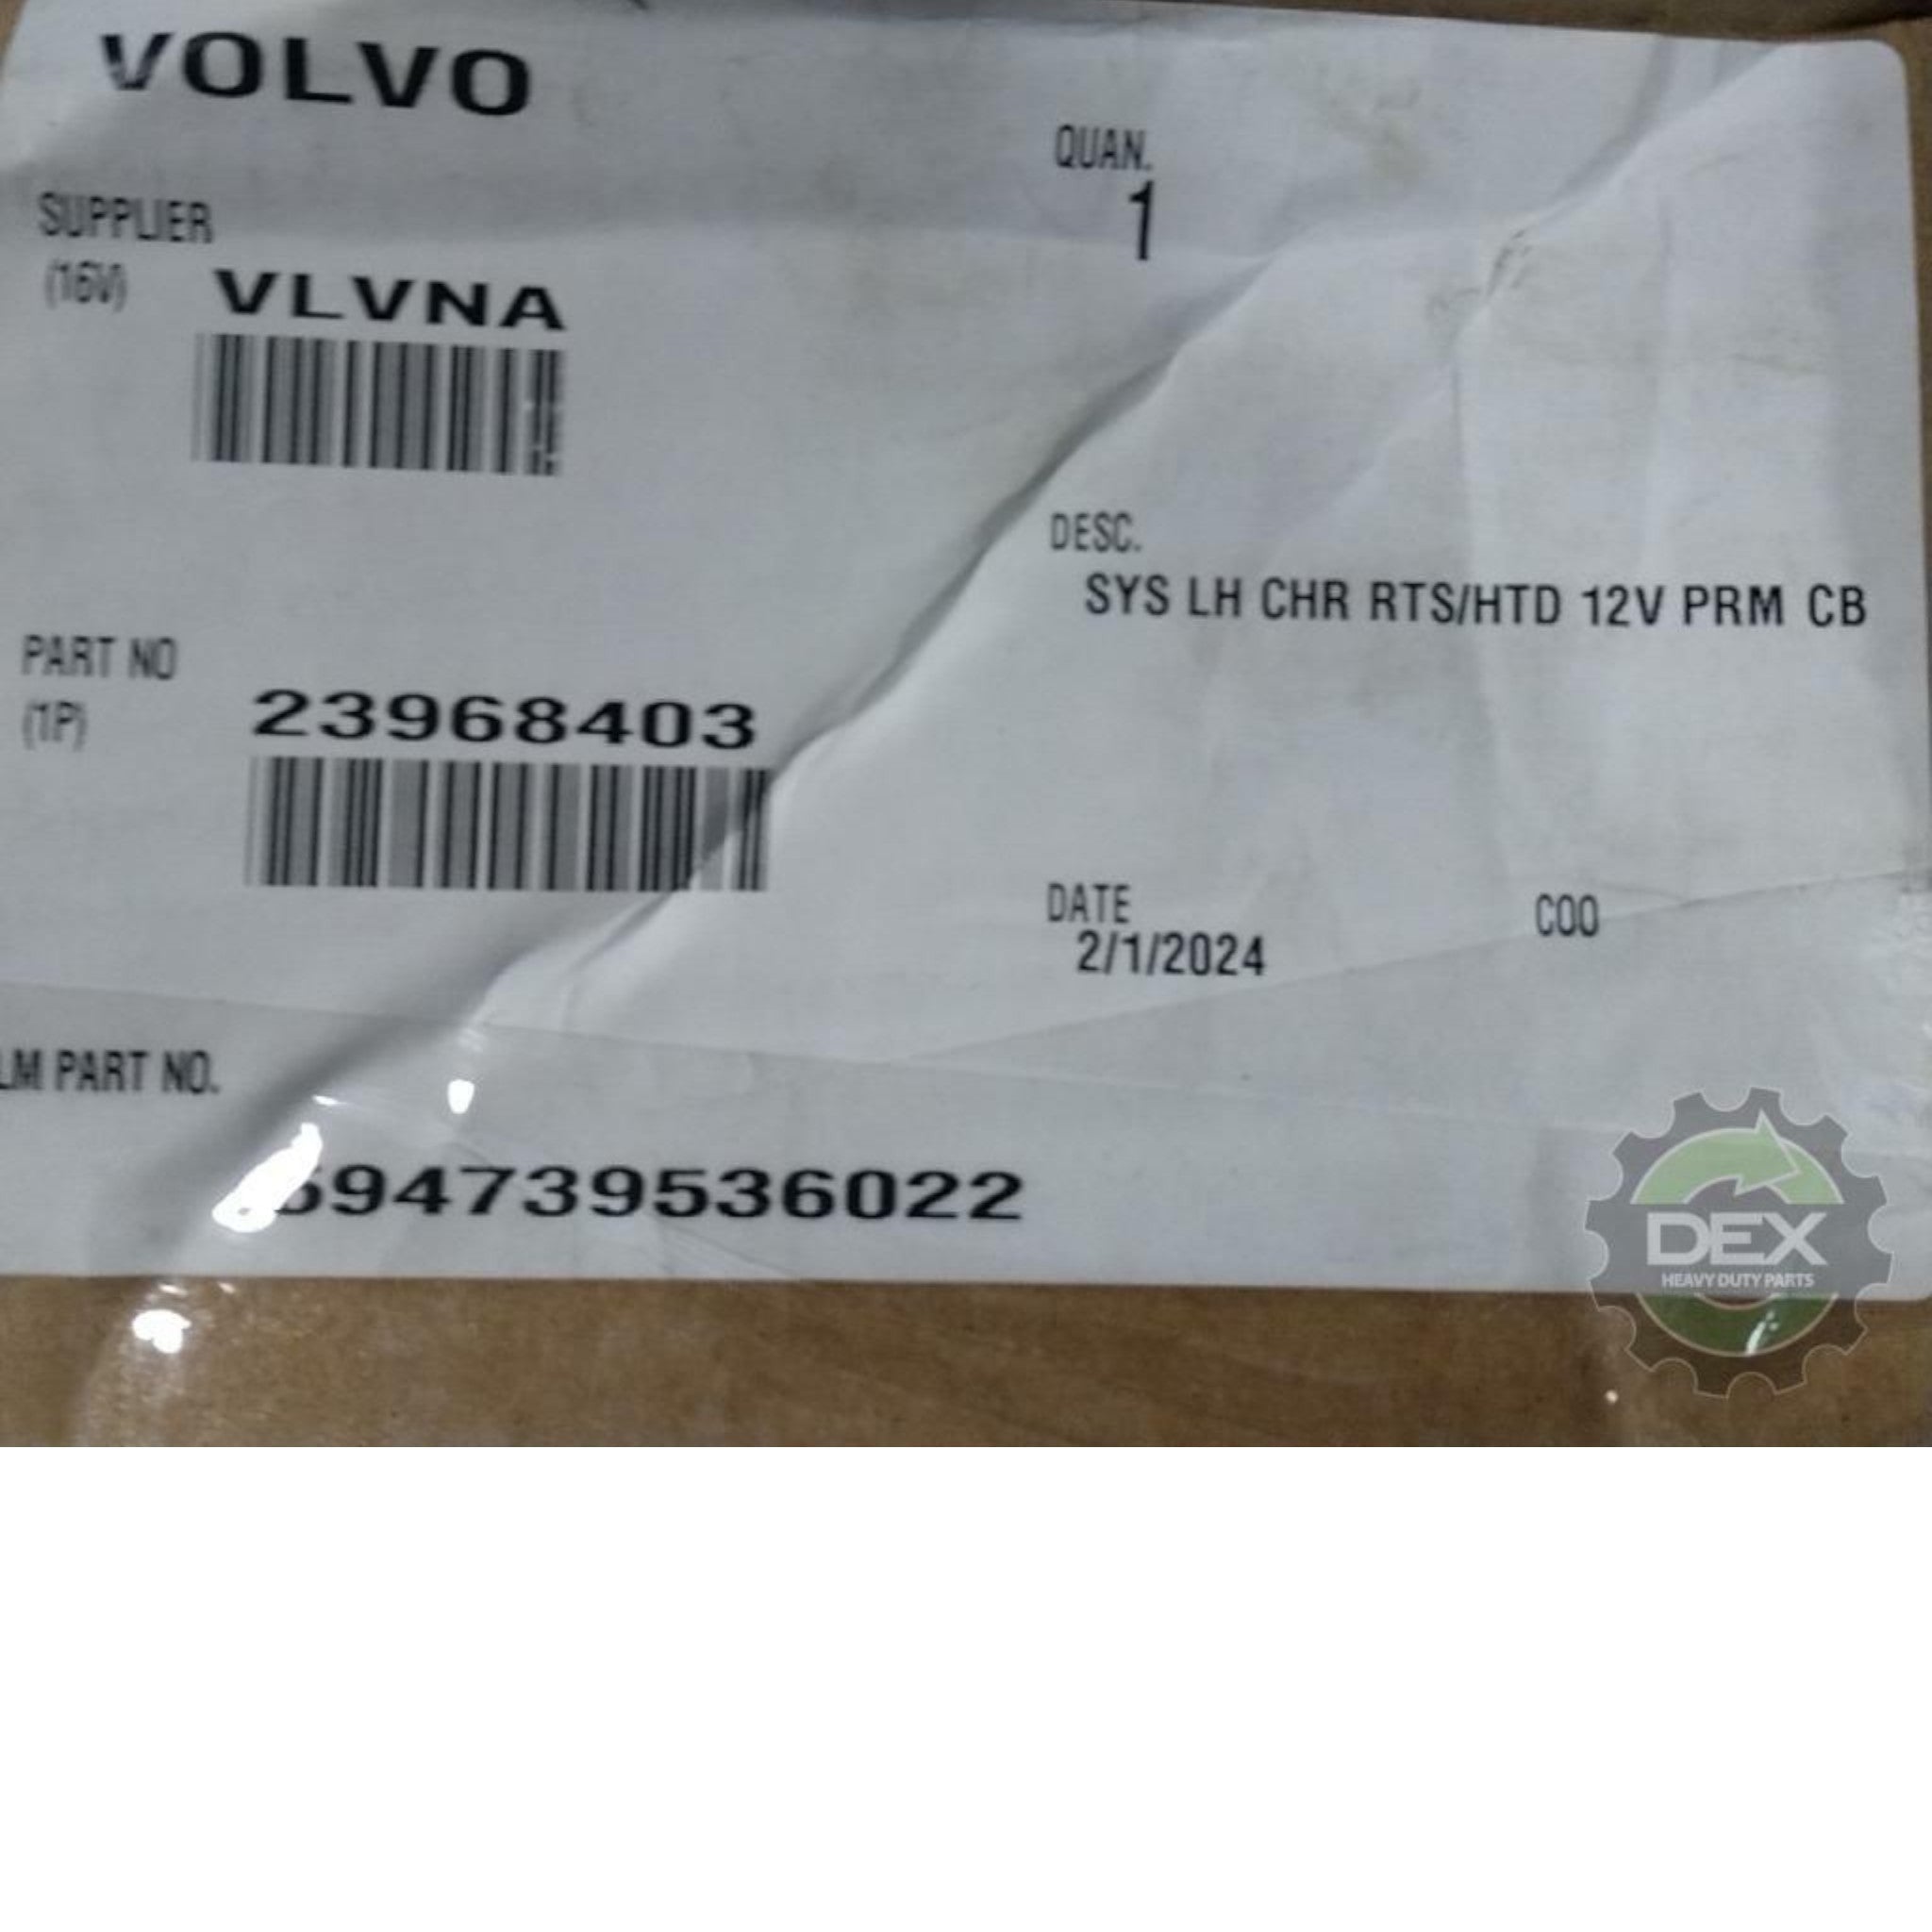 VOLVO
QUAN.
1
SUPPLIER
(16V) VLVNA
DESC.
SYS LH CHR RTS/HTD 12V PRM CB
PART NO
(1P) 23968403
DATE
2/1/2024
COO
LM PART NO.
DEX
HEAVY DUTY PARTS